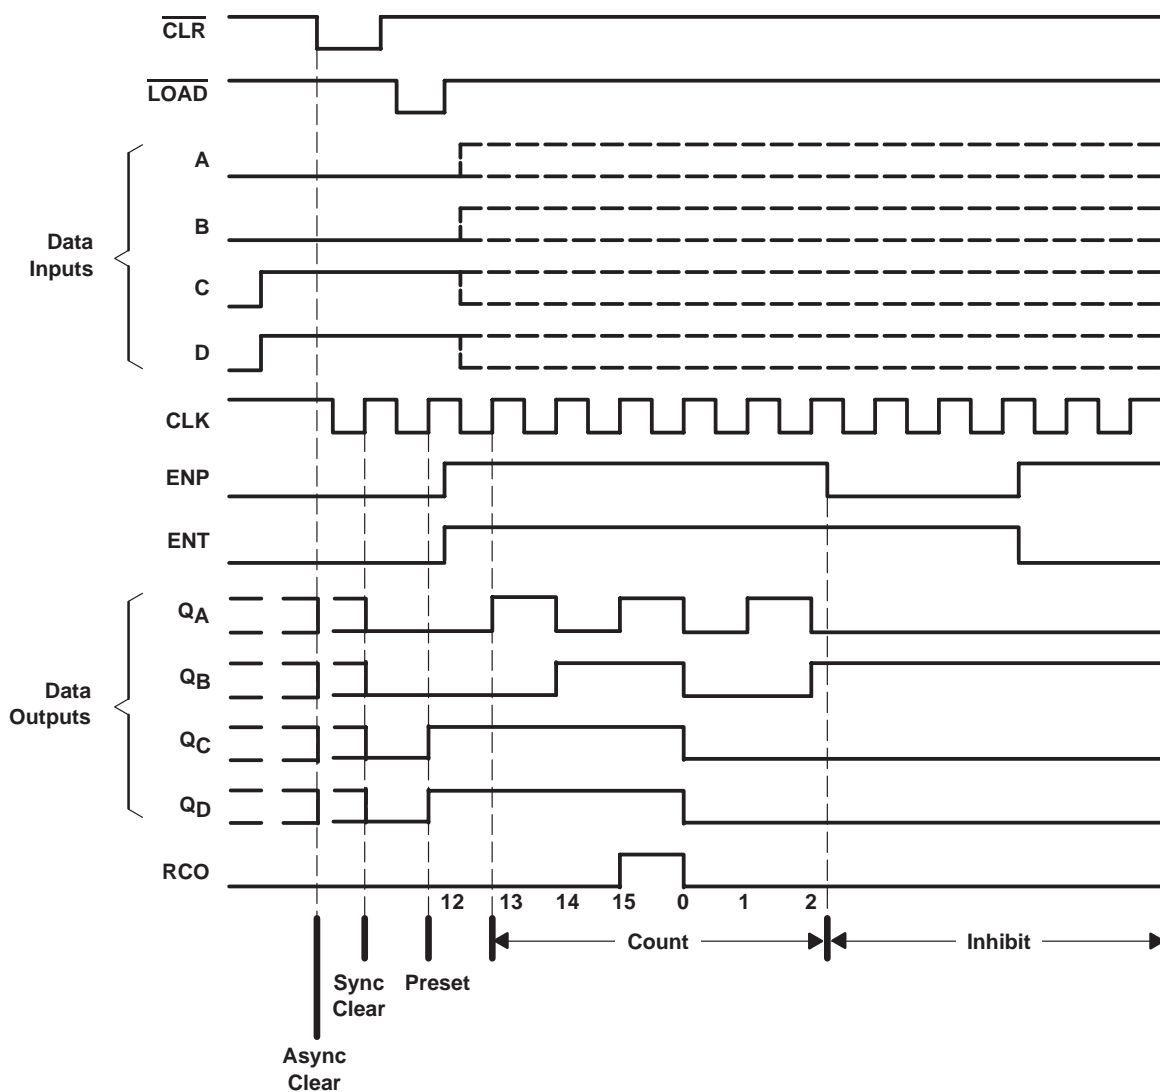 CLR
LOAD
A
B
Data
Inputs
C
D
CLK
ENP
ENT
QA
QB
Data
Outputs
QC
QD
RCO
12 13 14 15 0 1 2
Count Inhibit
Sync
Clear
Preset
Async
Clear